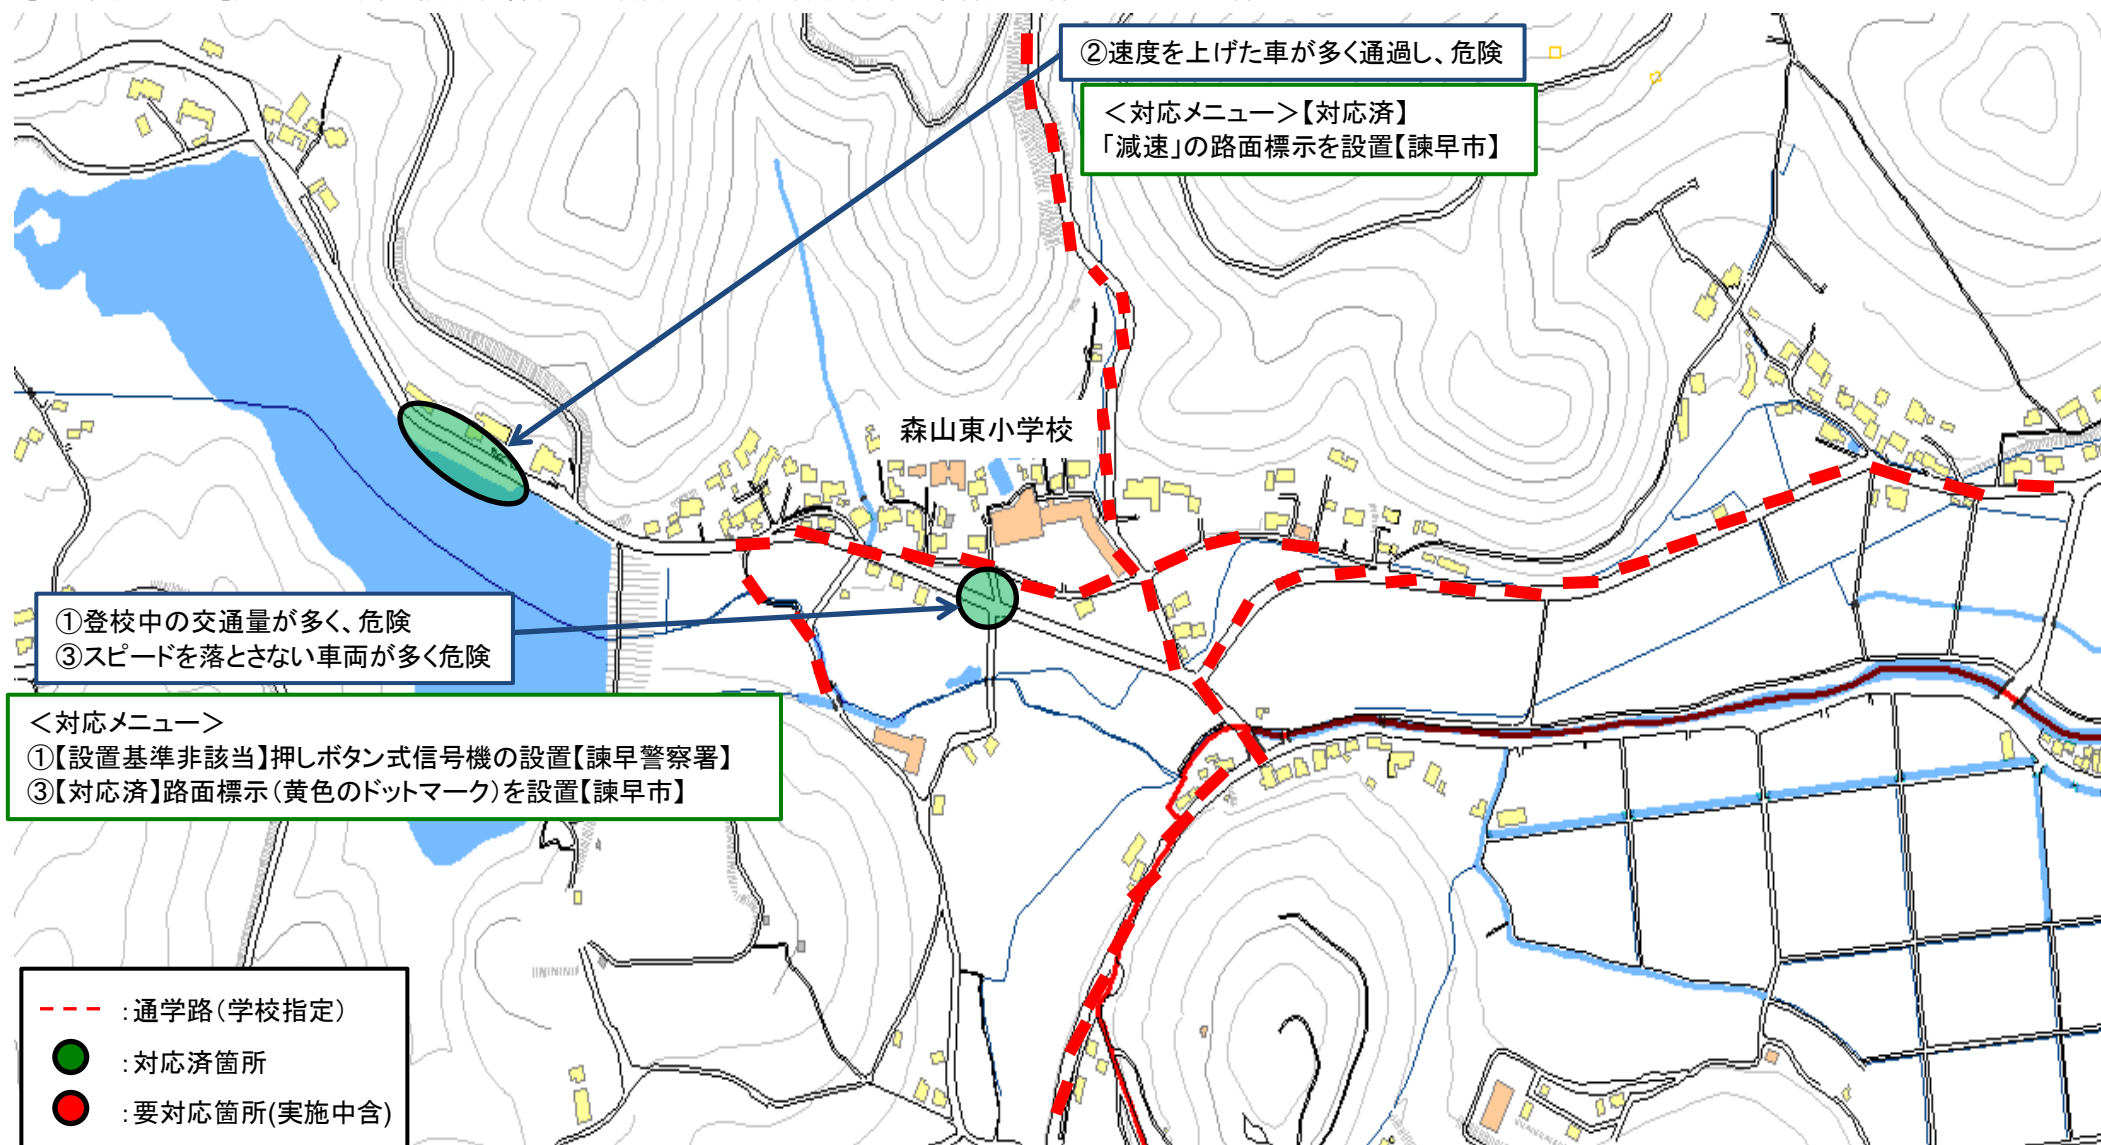 ②速度を上げた車が多く通過し、危険
＜対応メニュー＞【対応済】
「減速」の路面標示を設置【諫早市】
森山東小学校
①登校中の交通量が多く、危険
③スピードを落とさない車両が多く危険
＜対応メニュー＞
①【設置基準非該当】押しボタン式信号機の設置【諫早警察署】
③【対応済】路面標示（黄色のドットマーク）を設置【諫早市】
：通学路（学校指定）
：対応済箇所
：要対応箇所(実施中含)